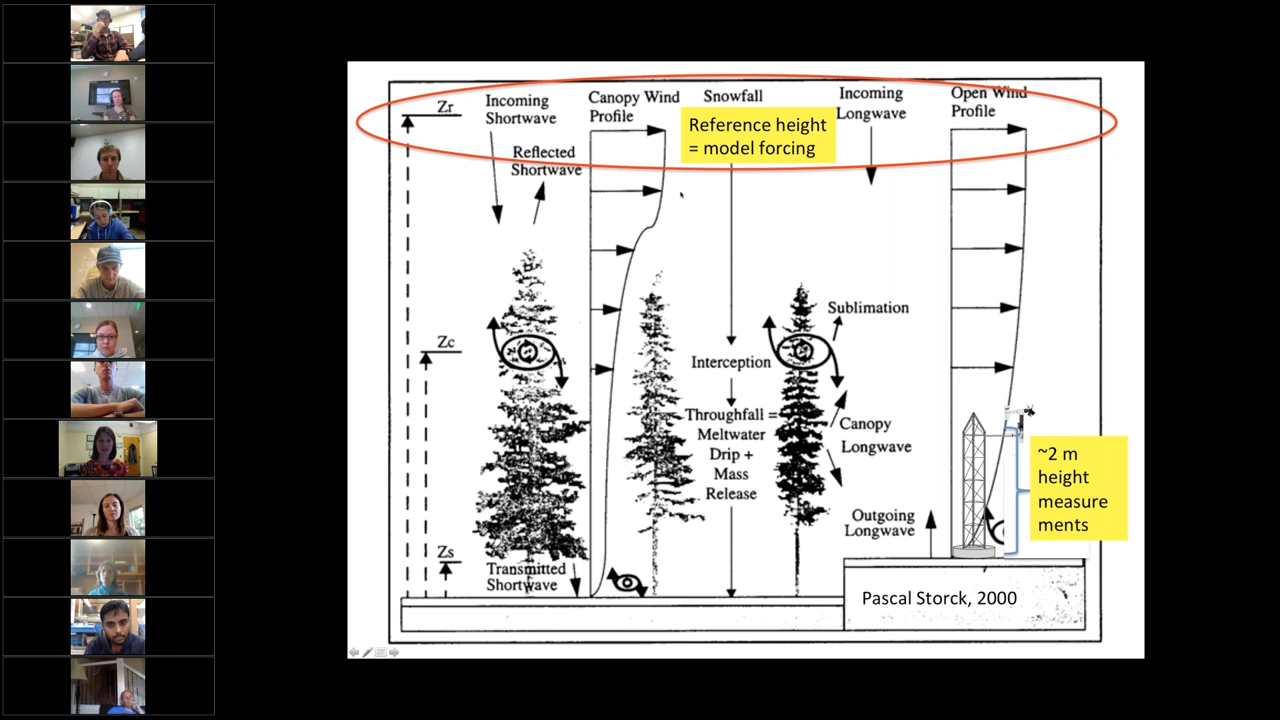 Zr
Incoming
Shortwave
Canopy Wind
Profile
Snowfall
Incoming
Longwave
Open Wind
Profile
Reference height
= model forcing
Reflected
Shortwave
Sublimation
Zc
Interception
Throughfall =
Meltwater
Drip +
Mass
Release
Canopy
Longwave
~2 m
height
measure
ments
Outgoing
Longwave
Zs
Transmitted
Shortwave
Pascal Storck, 2000